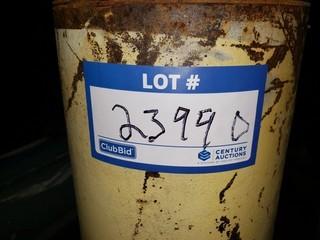 LOT #
23990
ClubBid
CENTURY
AUCTIONS